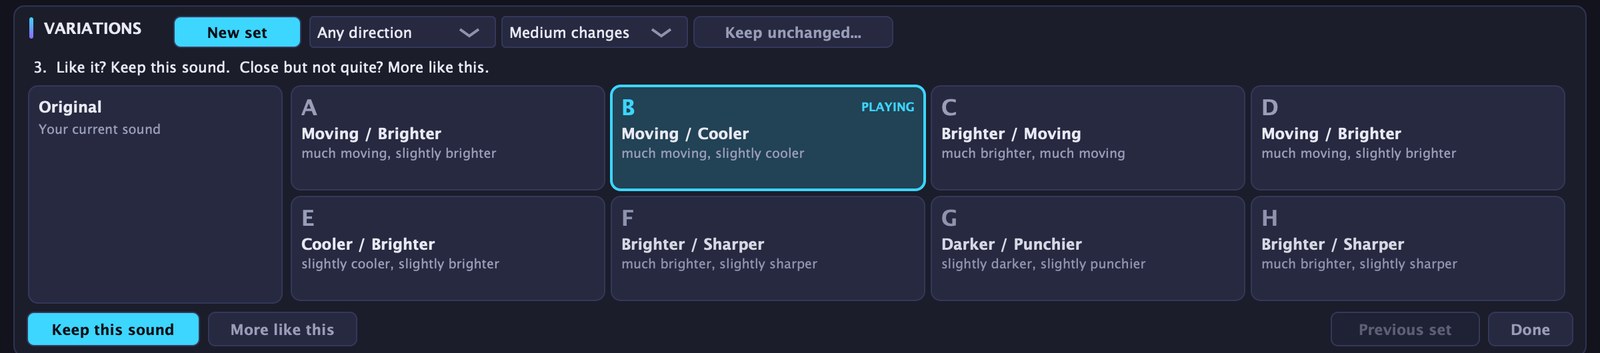 VARIATIONS
New set
Any direction
Medium changes
Keep unchanged...
3. Like it? Keep this sound. Close but not quite? More like this.
Original
Your current sound
A
Moving / Brighter
much moving, slightly brighter
B
PLAYING
Moving / Cooler
much moving, slightly cooler
C
Brighter / Moving
much brighter, much moving
D
Moving / Brighter
much moving, slightly brighter
E
Cooler / Brighter
slightly cooler, slightly brighter
F
Brighter / Sharper
much brighter, slightly sharper
G
Darker / Punchier
slightly darker, slightly punchier
H
Brighter / Sharper
much brighter, slightly sharper
Keep this sound
More like this
Previous set
Done